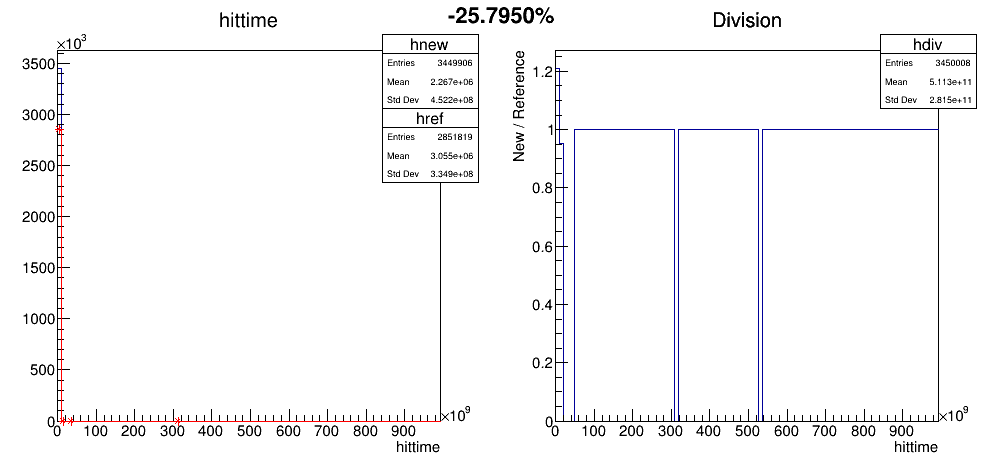 -25.7950%
hittime
×10³
hnew
Entries 3449906
Mean 2.267e+06
Std Dev 4.522e+08
href
Entries 2851819
Mean 3.055e+06
Std Dev 3.349e+08
3500
3000
2500
2000
1500
1000
500
0
0 100 200 300 400 500 600 700 800 900
×10⁹
hittime
Division
hdiv
Entries 3450008
Mean 5.113e+11
Std Dev 2.815e+11
New / Reference
1.2
1
0.8
0.6
0.4
0.2
0
0 100 200 300 400 500 600 700 800 900
×10⁹
hittime